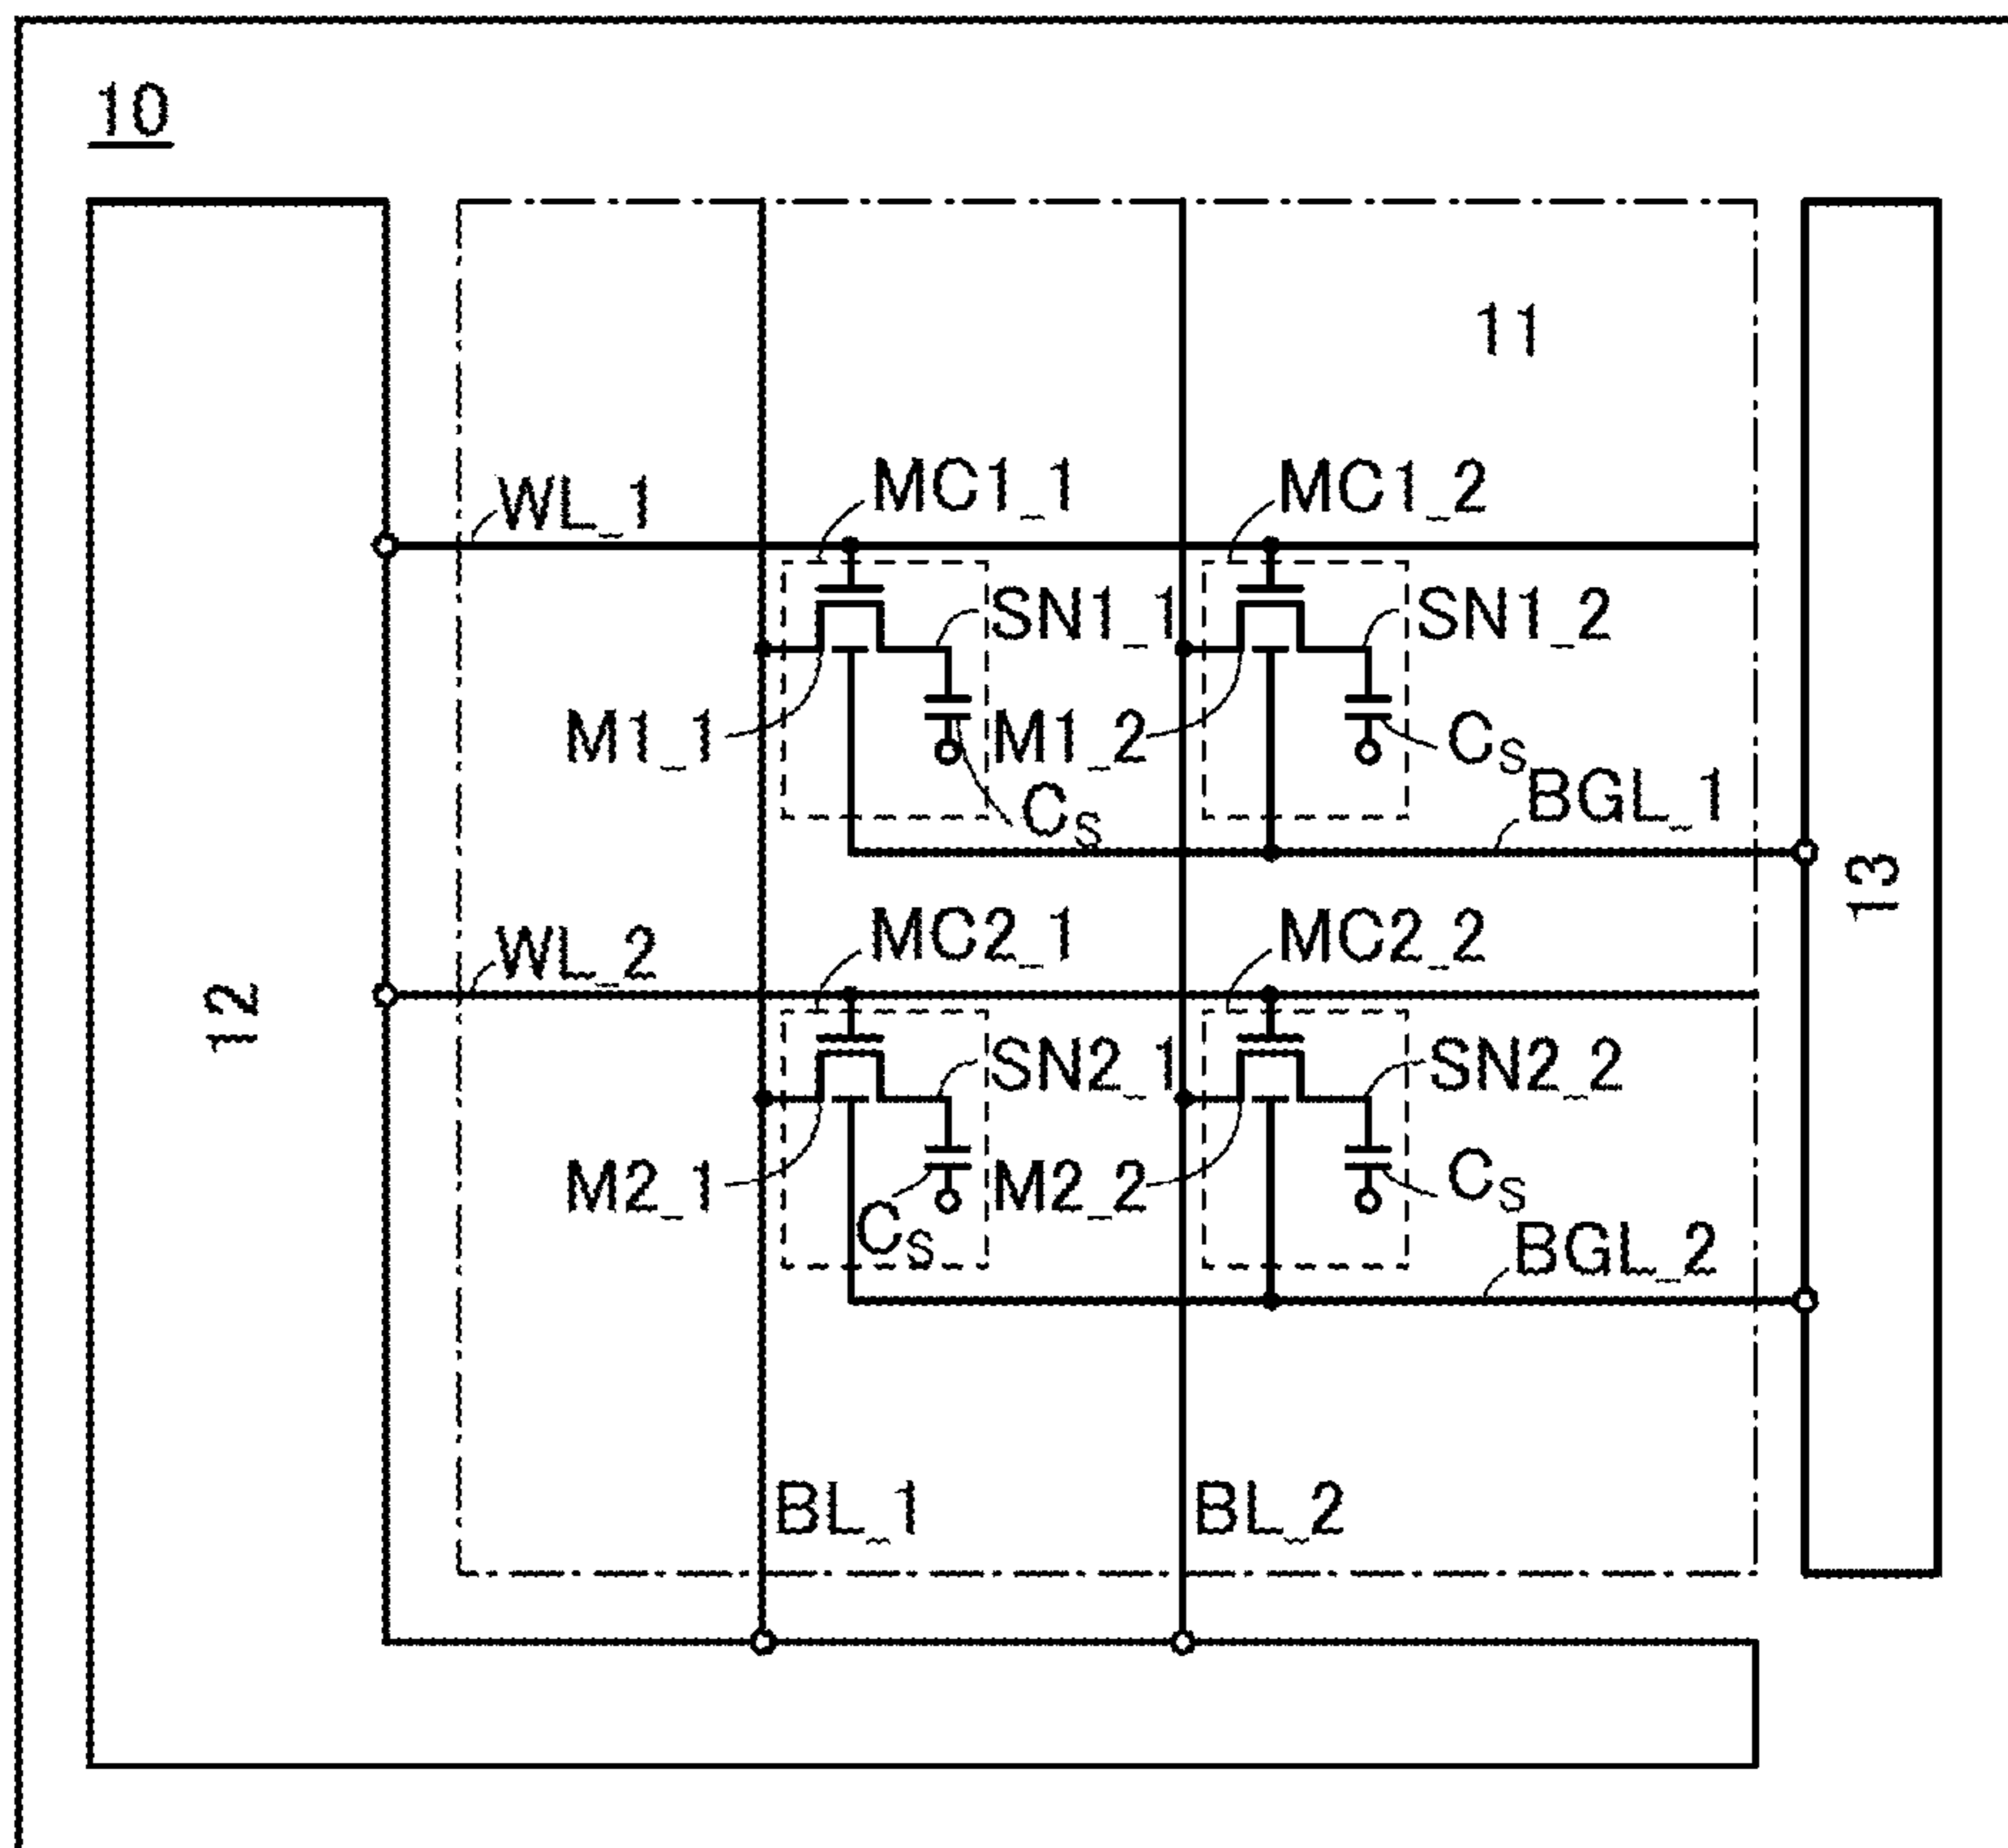 10
11
WL_1
MC1_1
MC1_2
SN1_1
SN1_2
M1_1
M1_2
CS
CS
BGL_1
13
WL_2
MC2_1
MC2_2
12
SN2_1
SN2_2
M2_1
CS
M2_2
CS
BGL_2
BL_1
BL_2